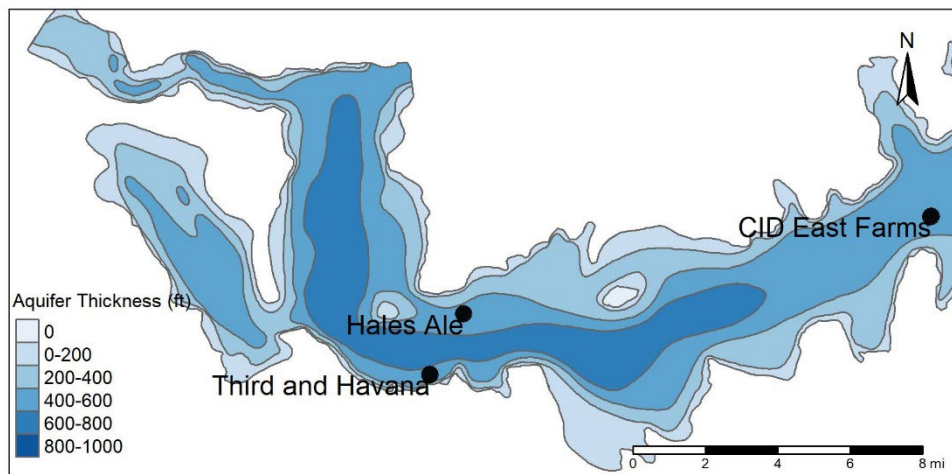 N
CID East Farms
Aquifer Thickness (ft)
0
0-200
200-400
400-600
600-800
800-1000
Hales Ale
Third and Havana
0 2 4 6 8 mi